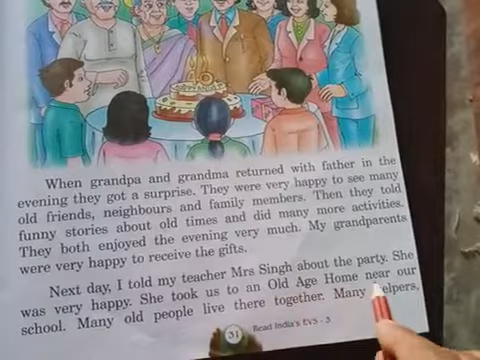 When grandpa and grandma returned with father in the
evening they got a surprise. They were very happy to see many
old friends, neighbours and family members. Then they told
funny stories about old times and did many more activities.
They both enjoyed the evening very much. My grandparents
were very happy to receive the gifts.
Next day, I told my teacher Mrs Singh about the party. She
was very happy. She took us to an Old Age Home near our
school. Many old people live there together. Many helpers,
31
Read India's EVS - 3